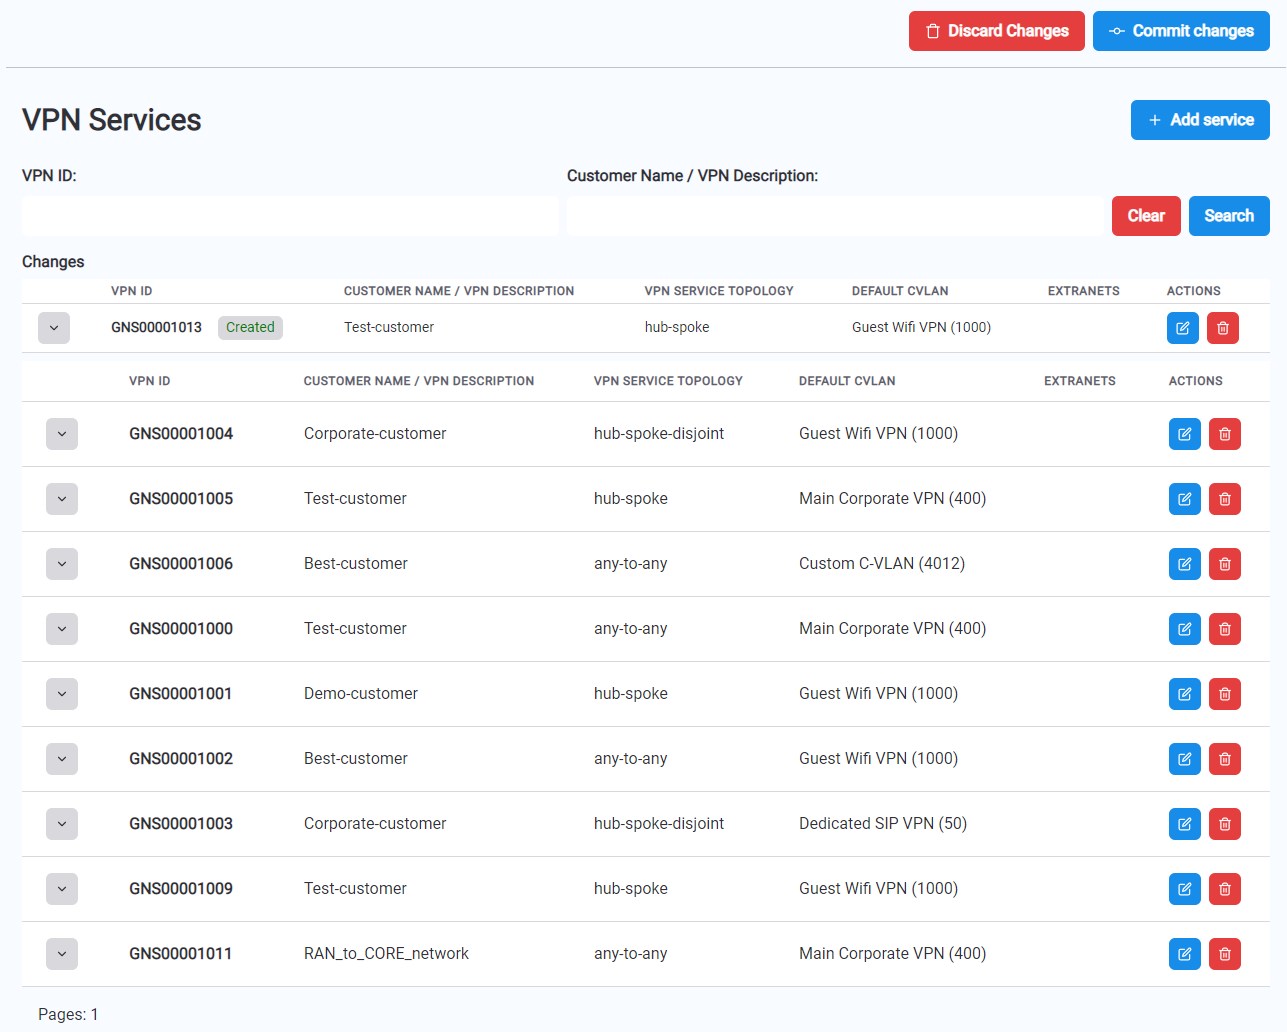 Discard Changes Commit changes
VPN Services
Add service
VPN ID: Customer Name / VPN Description:
Clear Search
Changes
VPN ID CUSTOMER NAME / VPN DESCRIPTION VPN SERVICE TOPOLOGY DEFAULT CVLAN EXTRANETS ACTIONS
GNS00001013 Created Test-customer hub-spoke Guest Wifi VPN (1000)
VPN ID CUSTOMER NAME / VPN DESCRIPTION VPN SERVICE TOPOLOGY DEFAULT CVLAN EXTRANETS ACTIONS
GNS00001004 Corporate-customer hub-spoke-disjoint Guest Wifi VPN (1000)
GNS00001005 Test-customer hub-spoke Main Corporate VPN (400)
GNS00001006 Best-customer any-to-any Custom C-VLAN (4012)
GNS00001000 Test-customer any-to-any Main Corporate VPN (400)
GNS00001001 Demo-customer hub-spoke Guest Wifi VPN (1000)
GNS00001002 Best-customer any-to-any Guest Wifi VPN (1000)
GNS00001003 Corporate-customer hub-spoke-disjoint Dedicated SIP VPN (50)
GNS00001009 Test-customer hub-spoke Guest Wifi VPN (1000)
GNS00001011 RAN_to_CORE_network any-to-any Main Corporate VPN (400)
Pages: 1